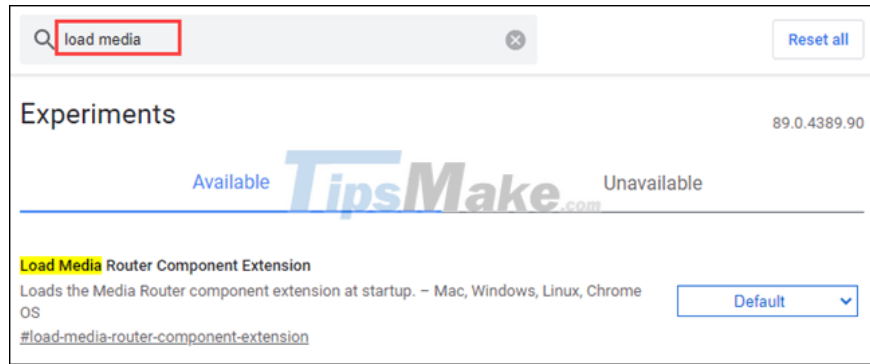 load media
Reset all
Experiments
89.0.4389.90
Available
Unavailable
TipsMake.com
Load Media Router Component Extension
Loads the Media Router component extension at startup. – Mac, Windows, Linux, Chrome
OS
Default
#load-media-router-component-extension